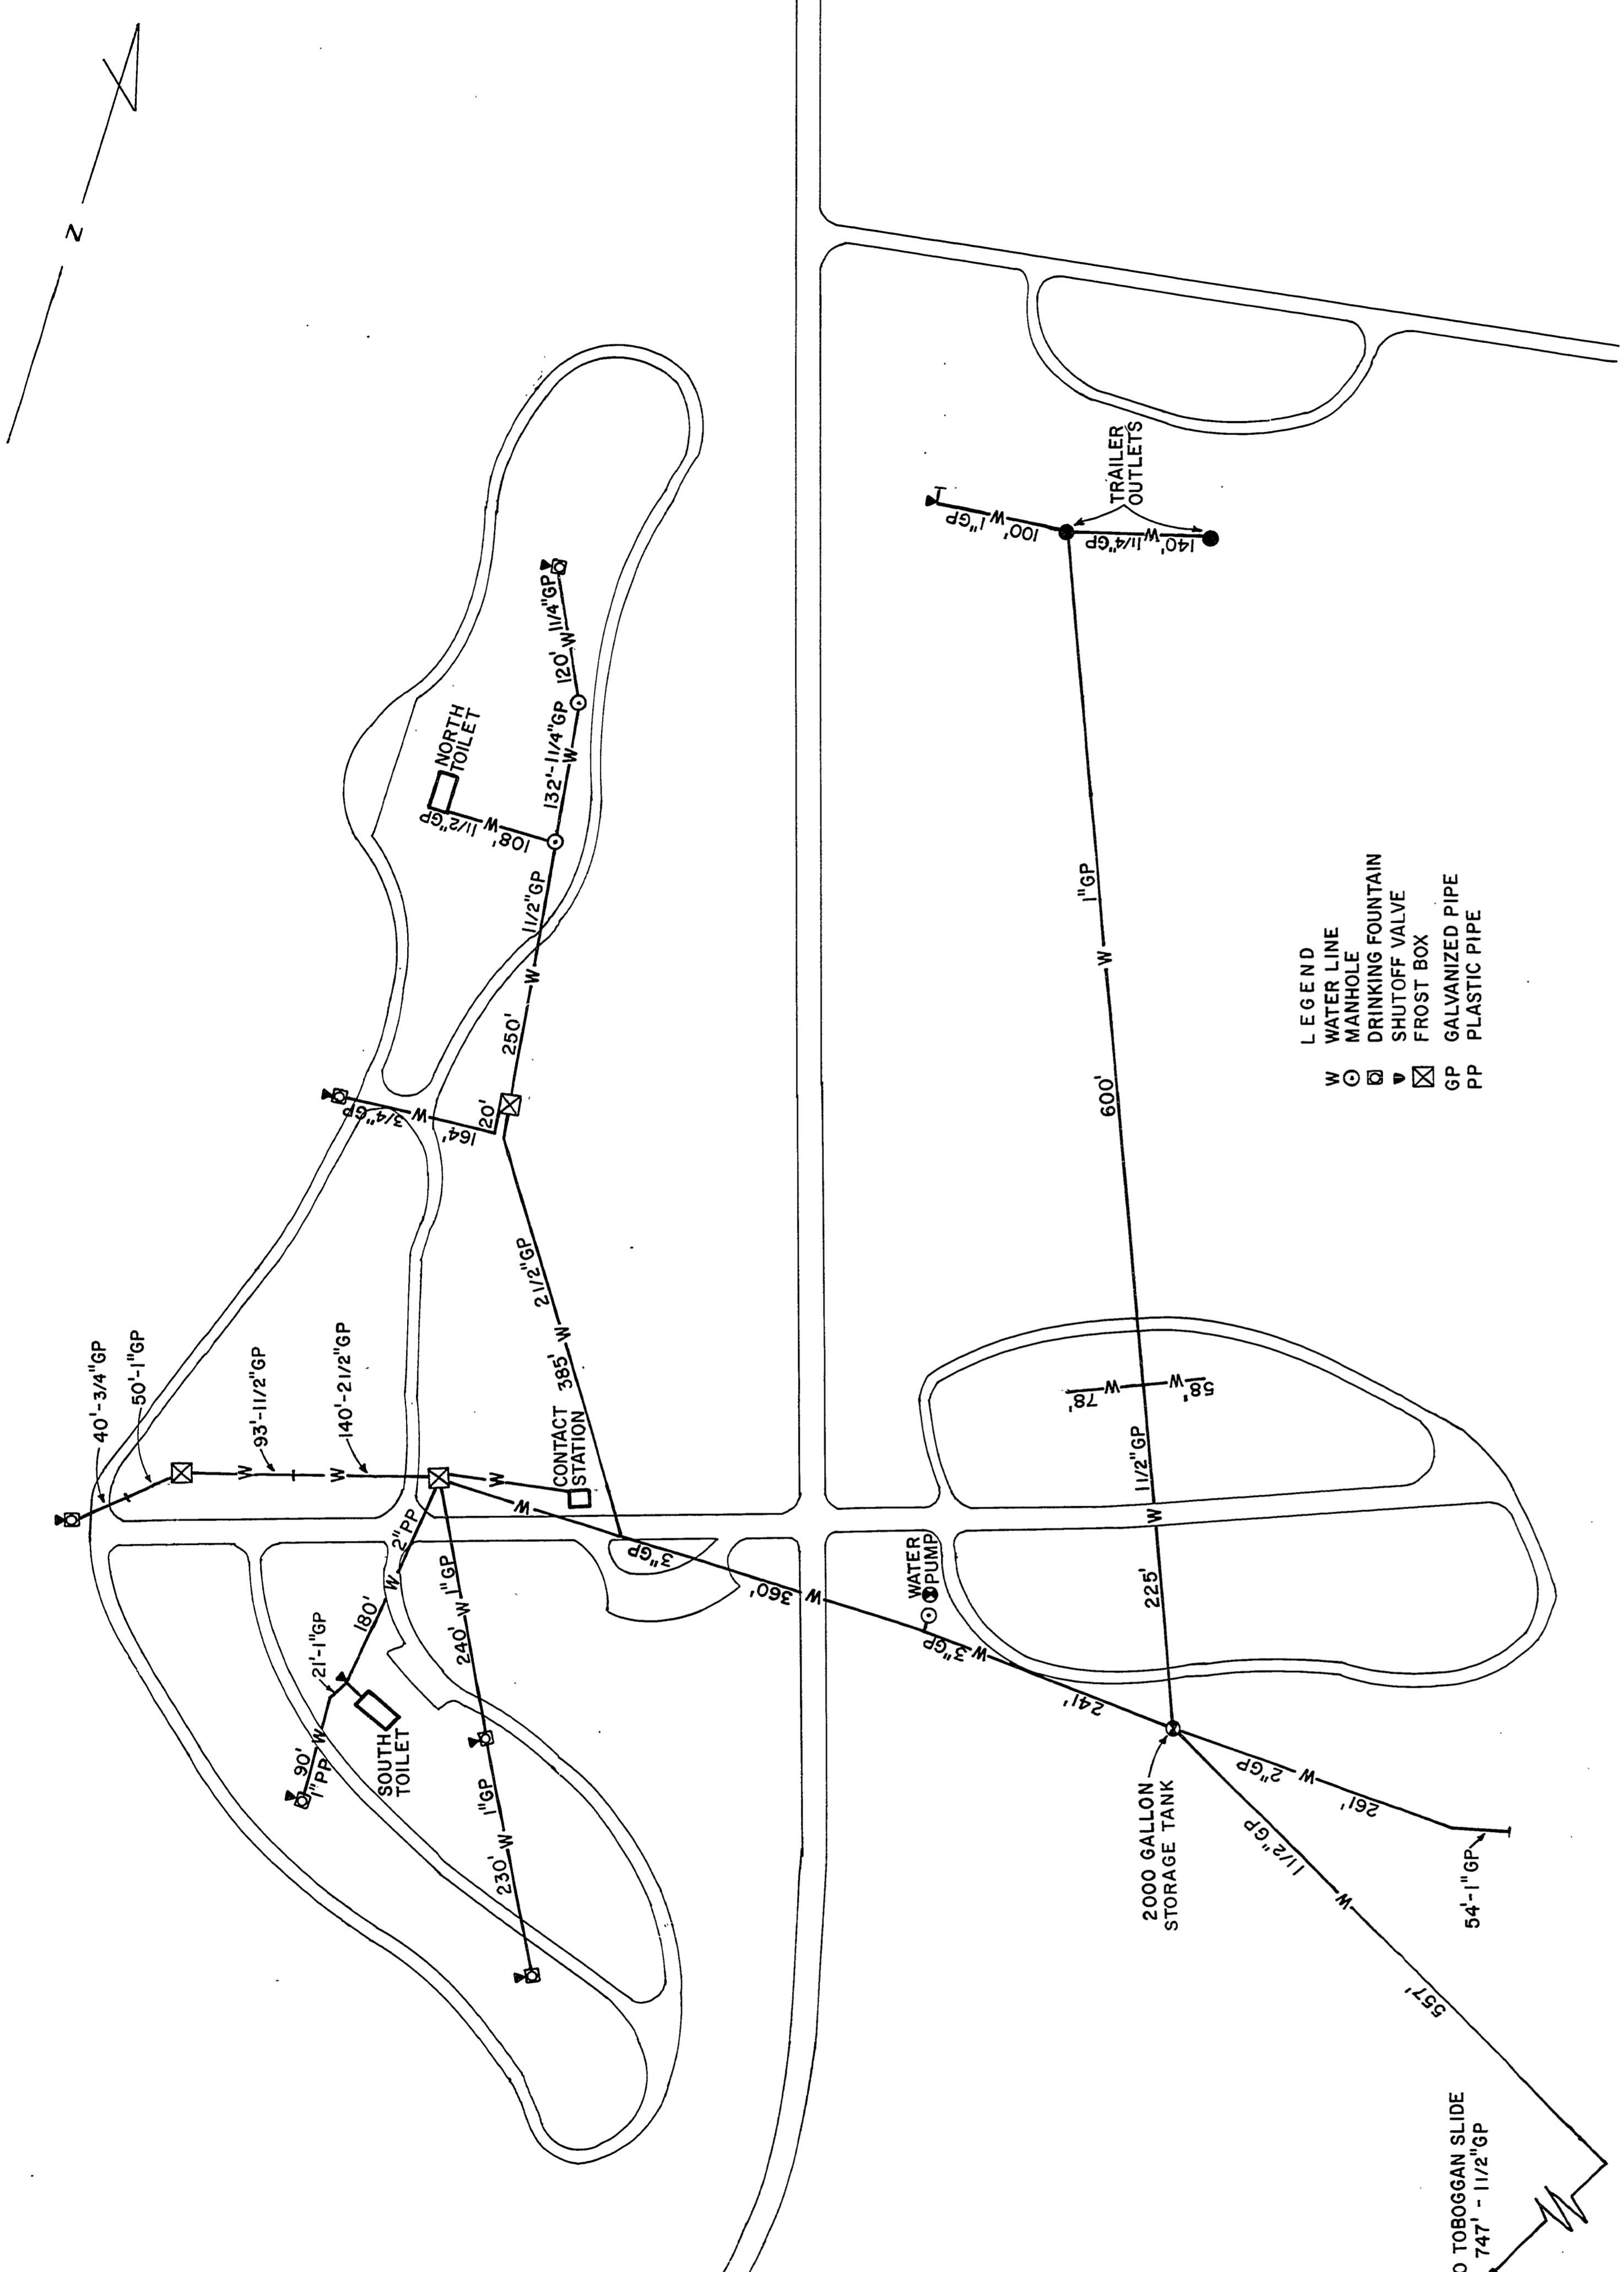 N
40'-3/4"GP
50'-1"GP
93'-11/2"GP
140'-21/2"GP
3/4"GP
W
164'
20'
250'
W
11/2"GP
108'
W
11/2"GP
NORTH
TOILET
132'-11/4"GP
W
120'
W
11/4"GP
W
W
W
CONTACT
STATION
385'
W
21/2"GP
W
2"PP
W
180'
21'-1"GP
90'
1"PP
W
SOUTH
TOILET
1"GP
240'
W
1"GP
230'
W
3"GP
360'
W
WATER
PUMP
3"GP
W
241'
100'
W
1"GP
TRAILER
OUTLETS
140'
11/4"GP
W
1"GP
W
600'
78'
W
W
58'
11/2"GP
W
225'
2000 GALLON
STORAGE TANK
2"GP
W
261'
54'-1"GP
11/2"GP
W
557'
O TOBOGGAN SLIDE
747' - 11/2"GP
LEGEND
W WATER LINE
MANHOLE
DRINKING FOUNTAIN
SHUTOFF VALVE
FROST BOX
GP GALVANIZED PIPE
PP PLASTIC PIPE